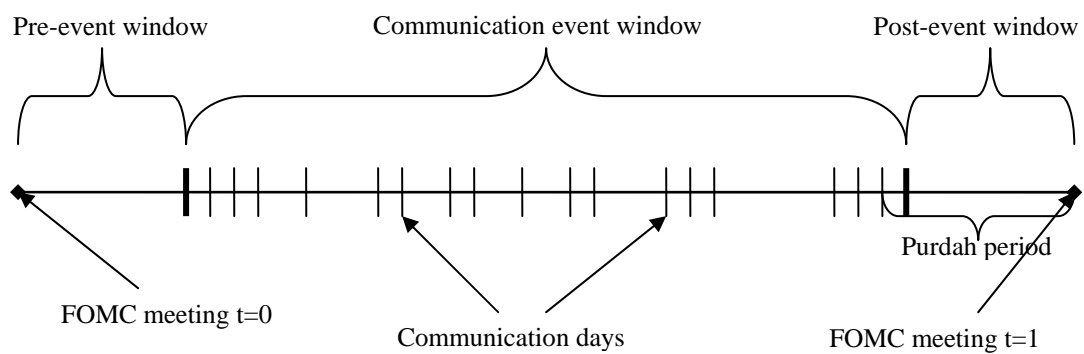 Pre-event window
Communication event window
Post-event window
Purdah period
FOMC meeting t=0
Communication days
FOMC meeting t=1